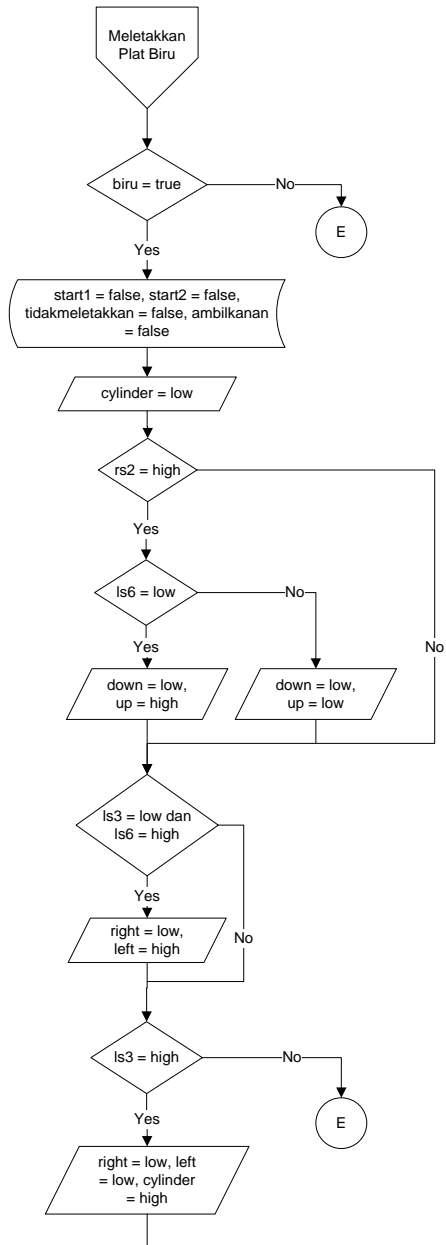 Meletakkan
Plat Biru
biru = true
No
E
Yes
start1 = false, start2 = false,
tidakmeletakkan = false, ambilkanan
= false
cylinder = low
rs2 = high
Yes
No
ls6 = low
No
Yes
down = low,
up = high
down = low,
up = low
ls3 = low dan
ls6 = high
Yes
No
right = low,
left = high
ls3 = high
No
E
Yes
right = low, left
= low, cylinder
= high